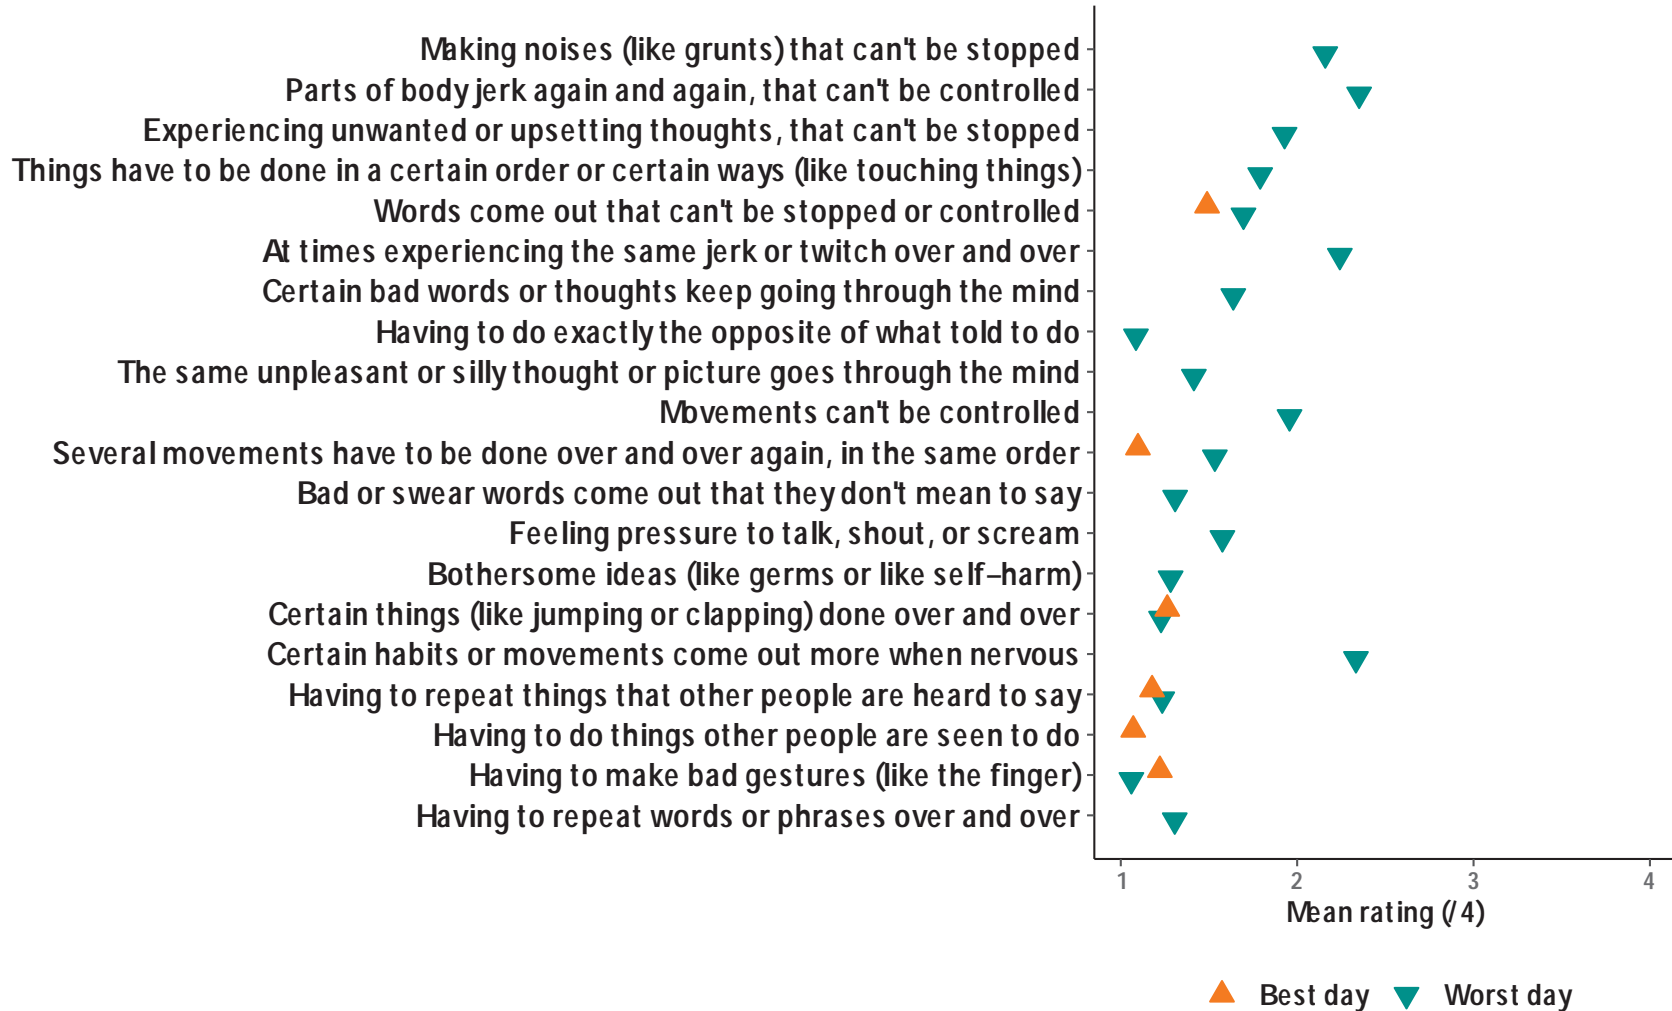 Making noises (like grunts) that can't be stopped
Parts of body jerk again and again, that can't be controlled
Experiencing unwanted or upsetting thoughts, that can't be stopped
Things have to be done in a certain order or certain ways (like touching things)
Words come out that can't be stopped or controlled
At times experiencing the same jerk or twitch over and over
Certain bad words or thoughts keep going through the mind
Having to do exactly the opposite of what told to do
The same unpleasant or silly thought or picture goes through the mind
Movements can't be controlled
Several movements have to be done over and over again, in the same order
Bad or swear words come out that they don't mean to say
Feeling pressure to talk, shout, or scream
Bothersome ideas (like germs or like self–harm)
Certain things (like jumping or clapping) done over and over
Certain habits or movements come out more when nervous
Having to repeat things that other people are heard to say
Having to do things other people are seen to do
Having to make bad gestures (like the finger)
Having to repeat words or phrases over and over
1 2 3 4
Mean rating (/4)
Best day Worst day